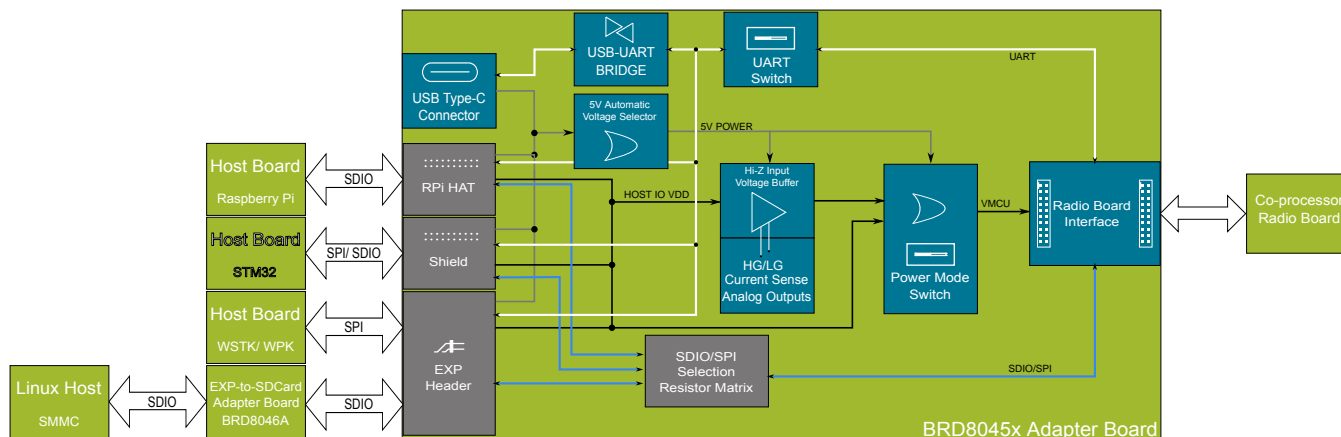 USB-UART
BRIDGE
UART
Switch
UART
USB Type-C
Connector
5V Automatic
Voltage Selector
5V POWER
Host Board
Raspberry Pi
SDIO
RPi HAT
HOST IO VDD
Hi-Z Input
Voltage Buffer
HG/LG
Current Sense
Analog Outputs
Power Mode
Switch
VMCU
Radio Board
Interface
Co-processor
Radio Board
Host Board
STM32
SPI/ SDIO
Shield
Host Board
WSTK/ WPK
SPI
EXP
Header
SDIO/SPI
Selection
Resistor Matrix
SDIO/SPI
Linux Host
SMMC
SDIO
EXP-to-SDCard
Adapter Board
BRD8046A
SDIO
BRD8045x Adapter Board